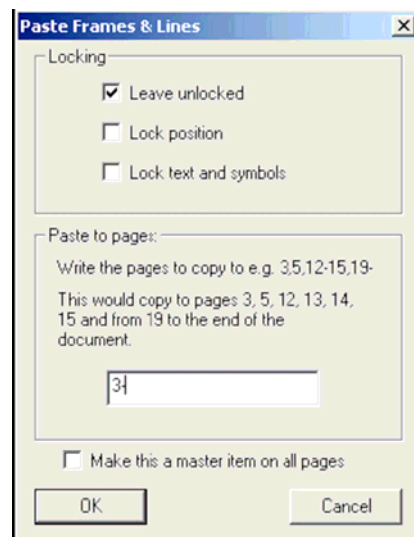 Paste Frames & Lines
Locking
Leave unlocked
Lock position
Lock text and symbols
Paste to pages:
Write the pages to copy to e.g. 3,5,12-15,19-
This would copy to pages 3, 5, 12, 13, 14,
15 and from 19 to the end of the
document.
3-
Make this a master item on all pages
OK
Cancel